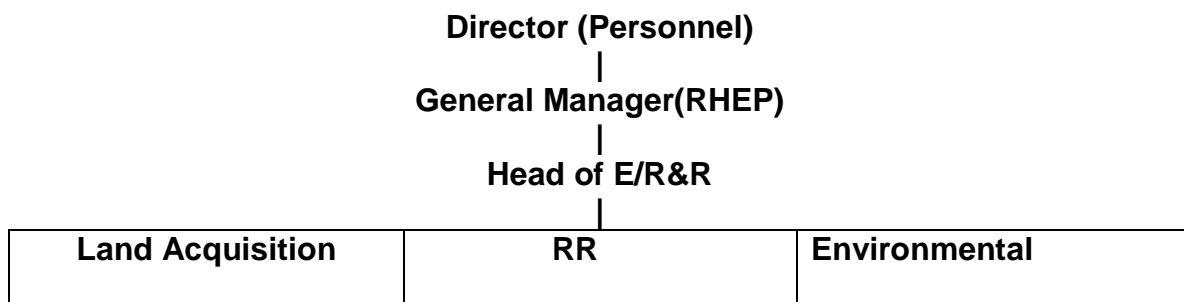 Director (Personnel)
General Manager(RHEP)
Head of E/R&R
Land Acquisition RR Environmental